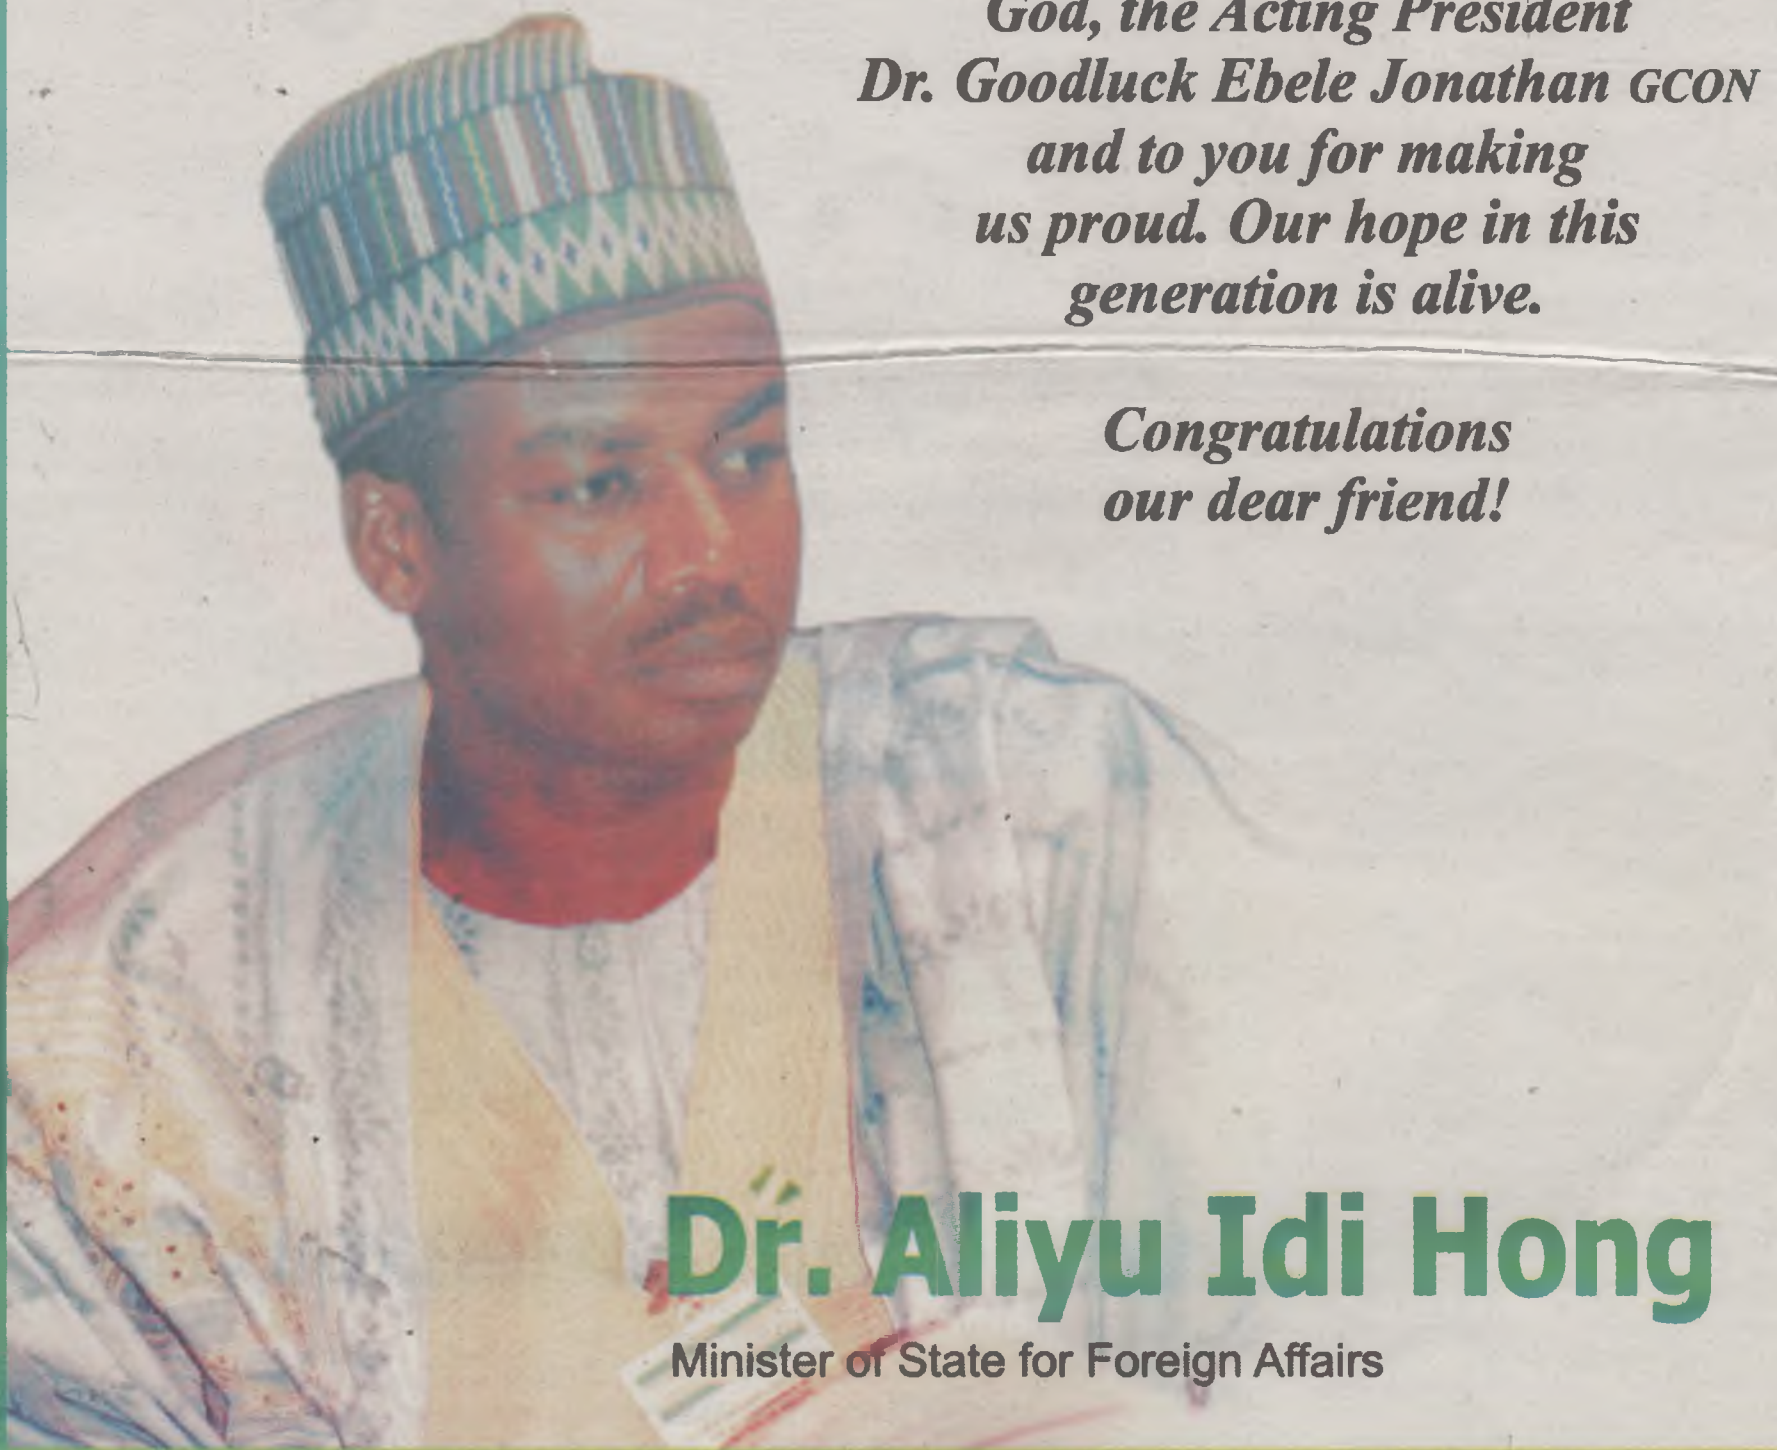 God, the Acting President
Dr. Goodluck Ebele Jonathan GCON
and to you for making
us proud. Our hope in this
generation is alive.
Congratulations
our dear friend!
Dr. Aliyu Idi Hong
Minister of State for Foreign Affairs